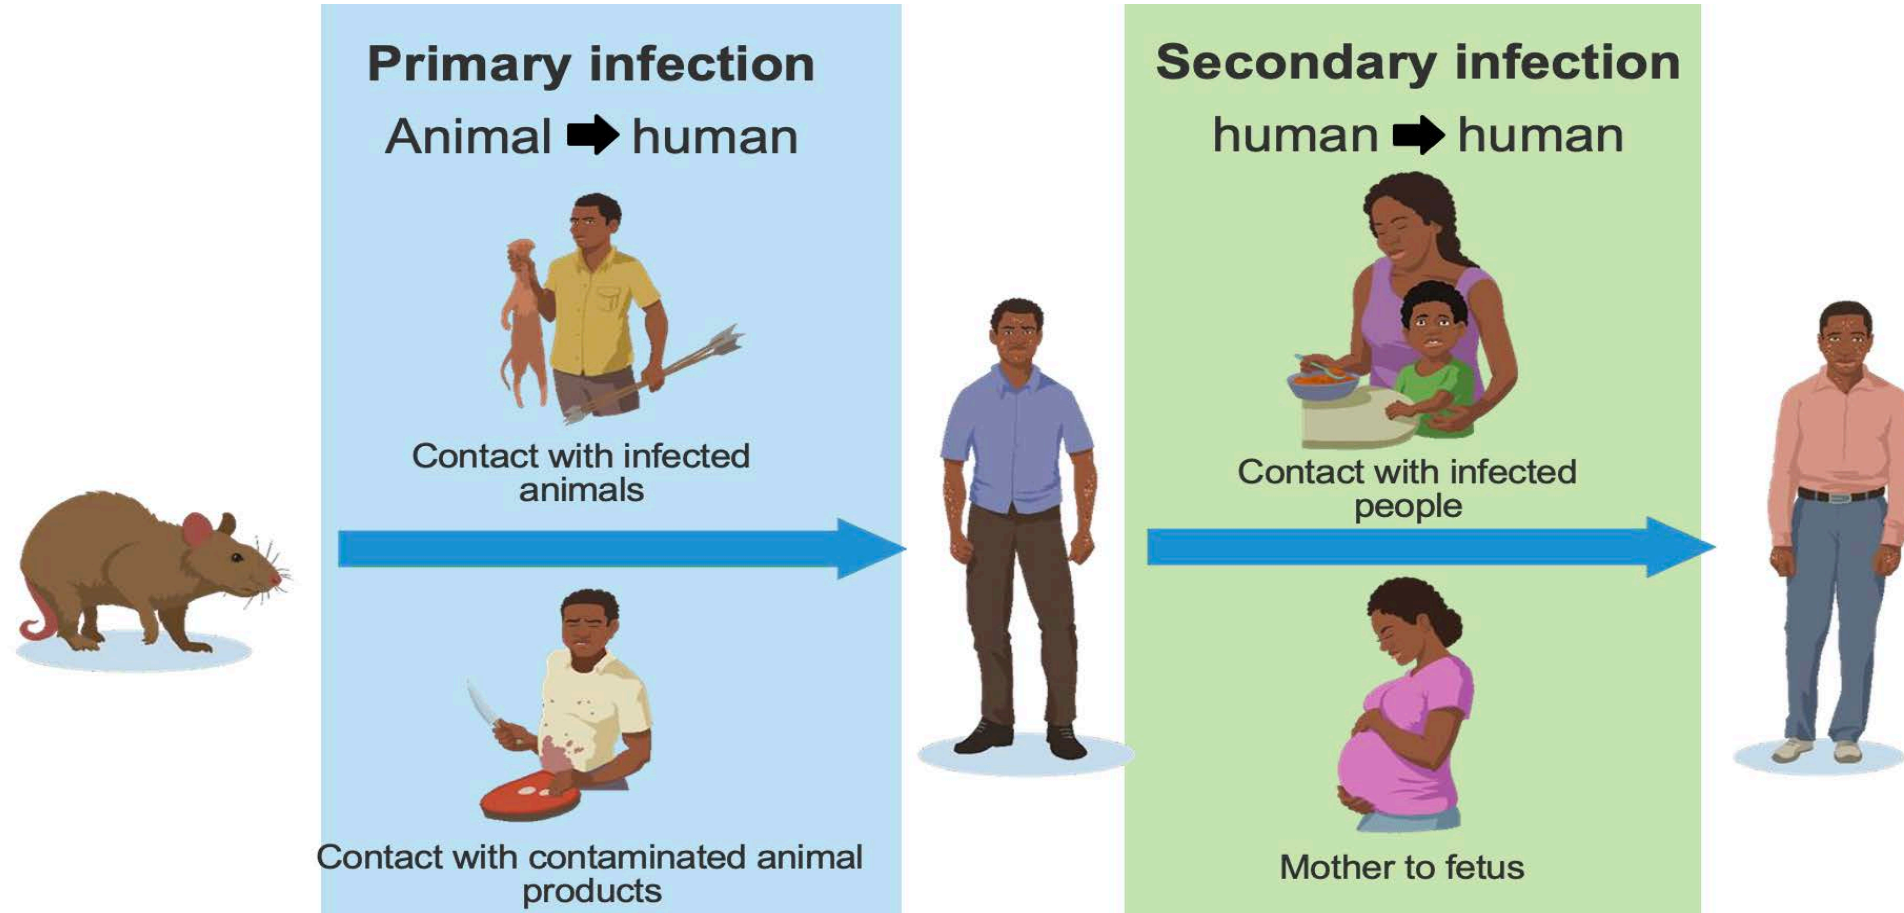 Primary infection
Animal ➡ human
Contact with infected
animals
Contact with contaminated animal
products
Secondary infection
human ➡ human
Contact with infected
people
Mother to fetus